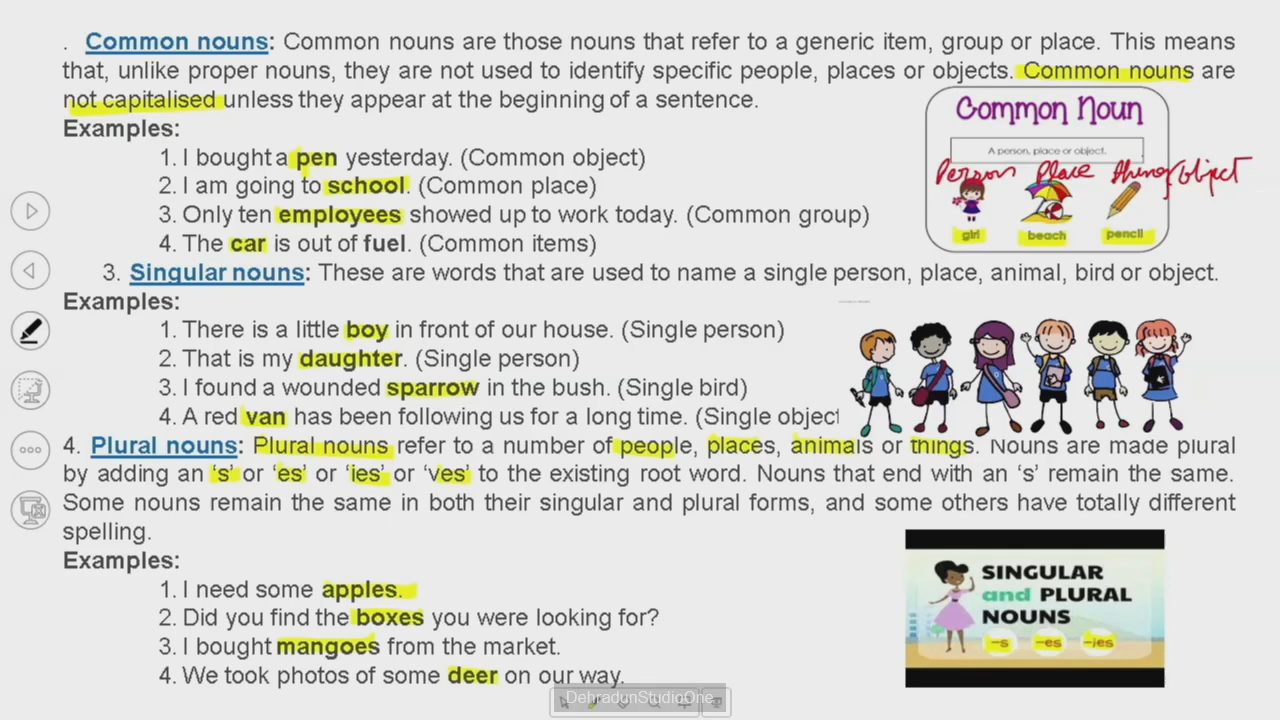 . Common nouns: Common nouns are those nouns that refer to a generic item, group or place. This means
that, unlike proper nouns, they are not used to identify specific people, places or objects. Common nouns are
not capitalised unless they appear at the beginning of a sentence.
Common Noun
Examples:
A person, place or object.
1. I bought a pen yesterday. (Common object)
Person Place thing/object
2. I am going to school. (Common place)
3. Only ten employees showed up to work today. (Common group)
girl beach pencil
4. The car is out of fuel. (Common items)
3. Singular nouns: These are words that are used to name a single person, place, animal, bird or object.
Examples:
1. There is a little boy in front of our house. (Single person)
2. That is my daughter. (Single person)
3. I found a wounded sparrow in the bush. (Single bird)
4. A red van has been following us for a long time. (Single object
4. Plural nouns: Plural nouns refer to a number of people, places, animals or things. Nouns are made plural
by adding an ‘s’ or ‘es’ or ‘ies’ or ‘ves’ to the existing root word. Nouns that end with an ‘s’ remain the same.
Some nouns remain the same in both their singular and plural forms, and some others have totally different
spelling.
Examples:
1. I need some apples.
2. Did you find the boxes you were looking for?
3. I bought mangoes from the market.
4. We took photos of some deer on our way.
SINGULAR
and PLURAL
NOUNS
-s -es -ies
DehradunStudioOne